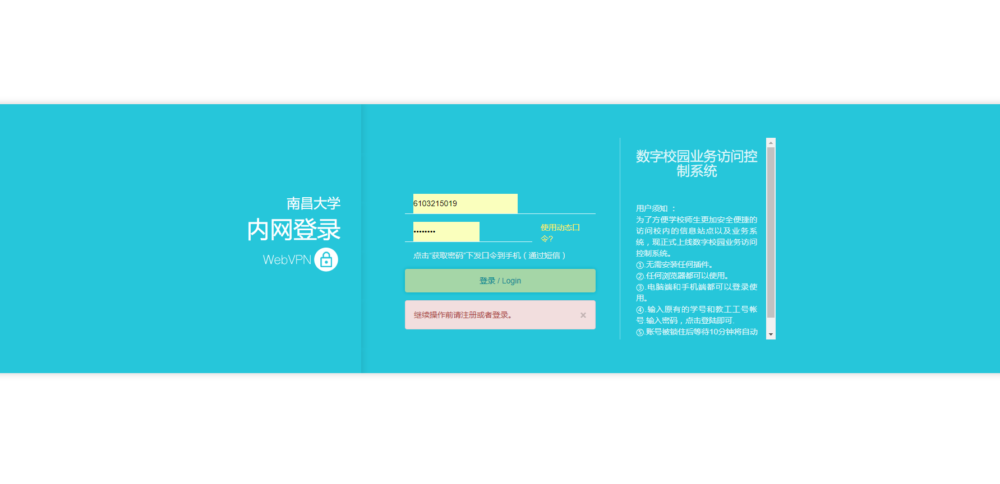 南昌大学
内网登录
WebVPN
6103215019
••••••••
使用动态口
令?
点击“获取密码”下发口令到手机（通过短信）
登录 / Login
继续操作前请注册或者登录。
×
数字校园业务访问控
制系统
用户须知 ：
为了方便学校师生更加安全便捷的
访问校内的信息站点以及业务系
统，现正式上线数字校园业务访问
控制系统。
①.无需安装任何插件。
②.任何浏览器都可以使用。
③.电脑端和手机端都可以登录使
用。
④.输入原有的学号和教工工号帐
号.输入密码，点击登陆即可.
⑤.账号被锁住后等待10分钟将自动